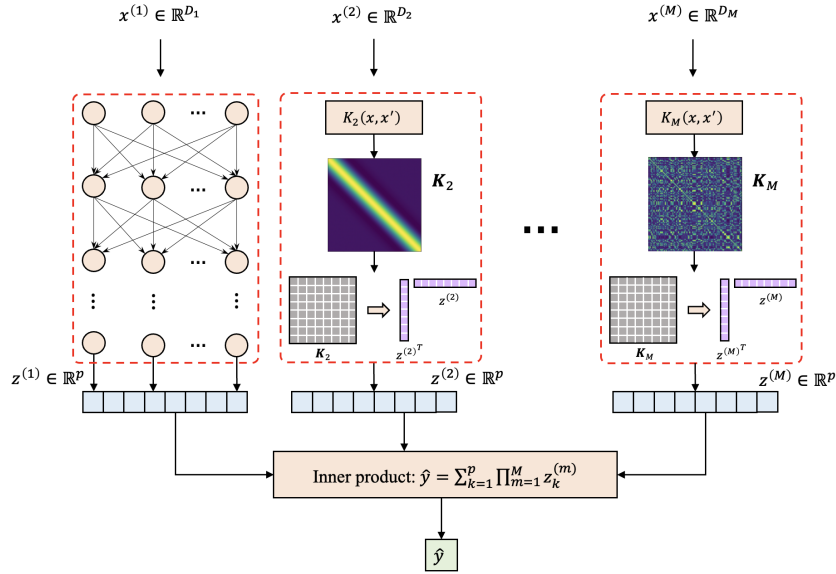 x^{(1)} ∈ ℝ^{D_1}
x^{(2)} ∈ ℝ^{D_2}
x^{(M)} ∈ ℝ^{D_M}
...
K_2(x, x′)
K_M(x, x′)
K_2
K_M
...
...
...
...
z^{(2)}
z^{(M)}
K_2
z^{(2)^T}
K_M
z^{(M)^T}
...
z^{(1)} ∈ ℝ^p
z^{(2)} ∈ ℝ^p
z^{(M)} ∈ ℝ^p
Inner product: ŷ = ∑_{k=1}^{p} ∏_{m=1}^{M} z_k^{(m)}
ŷ